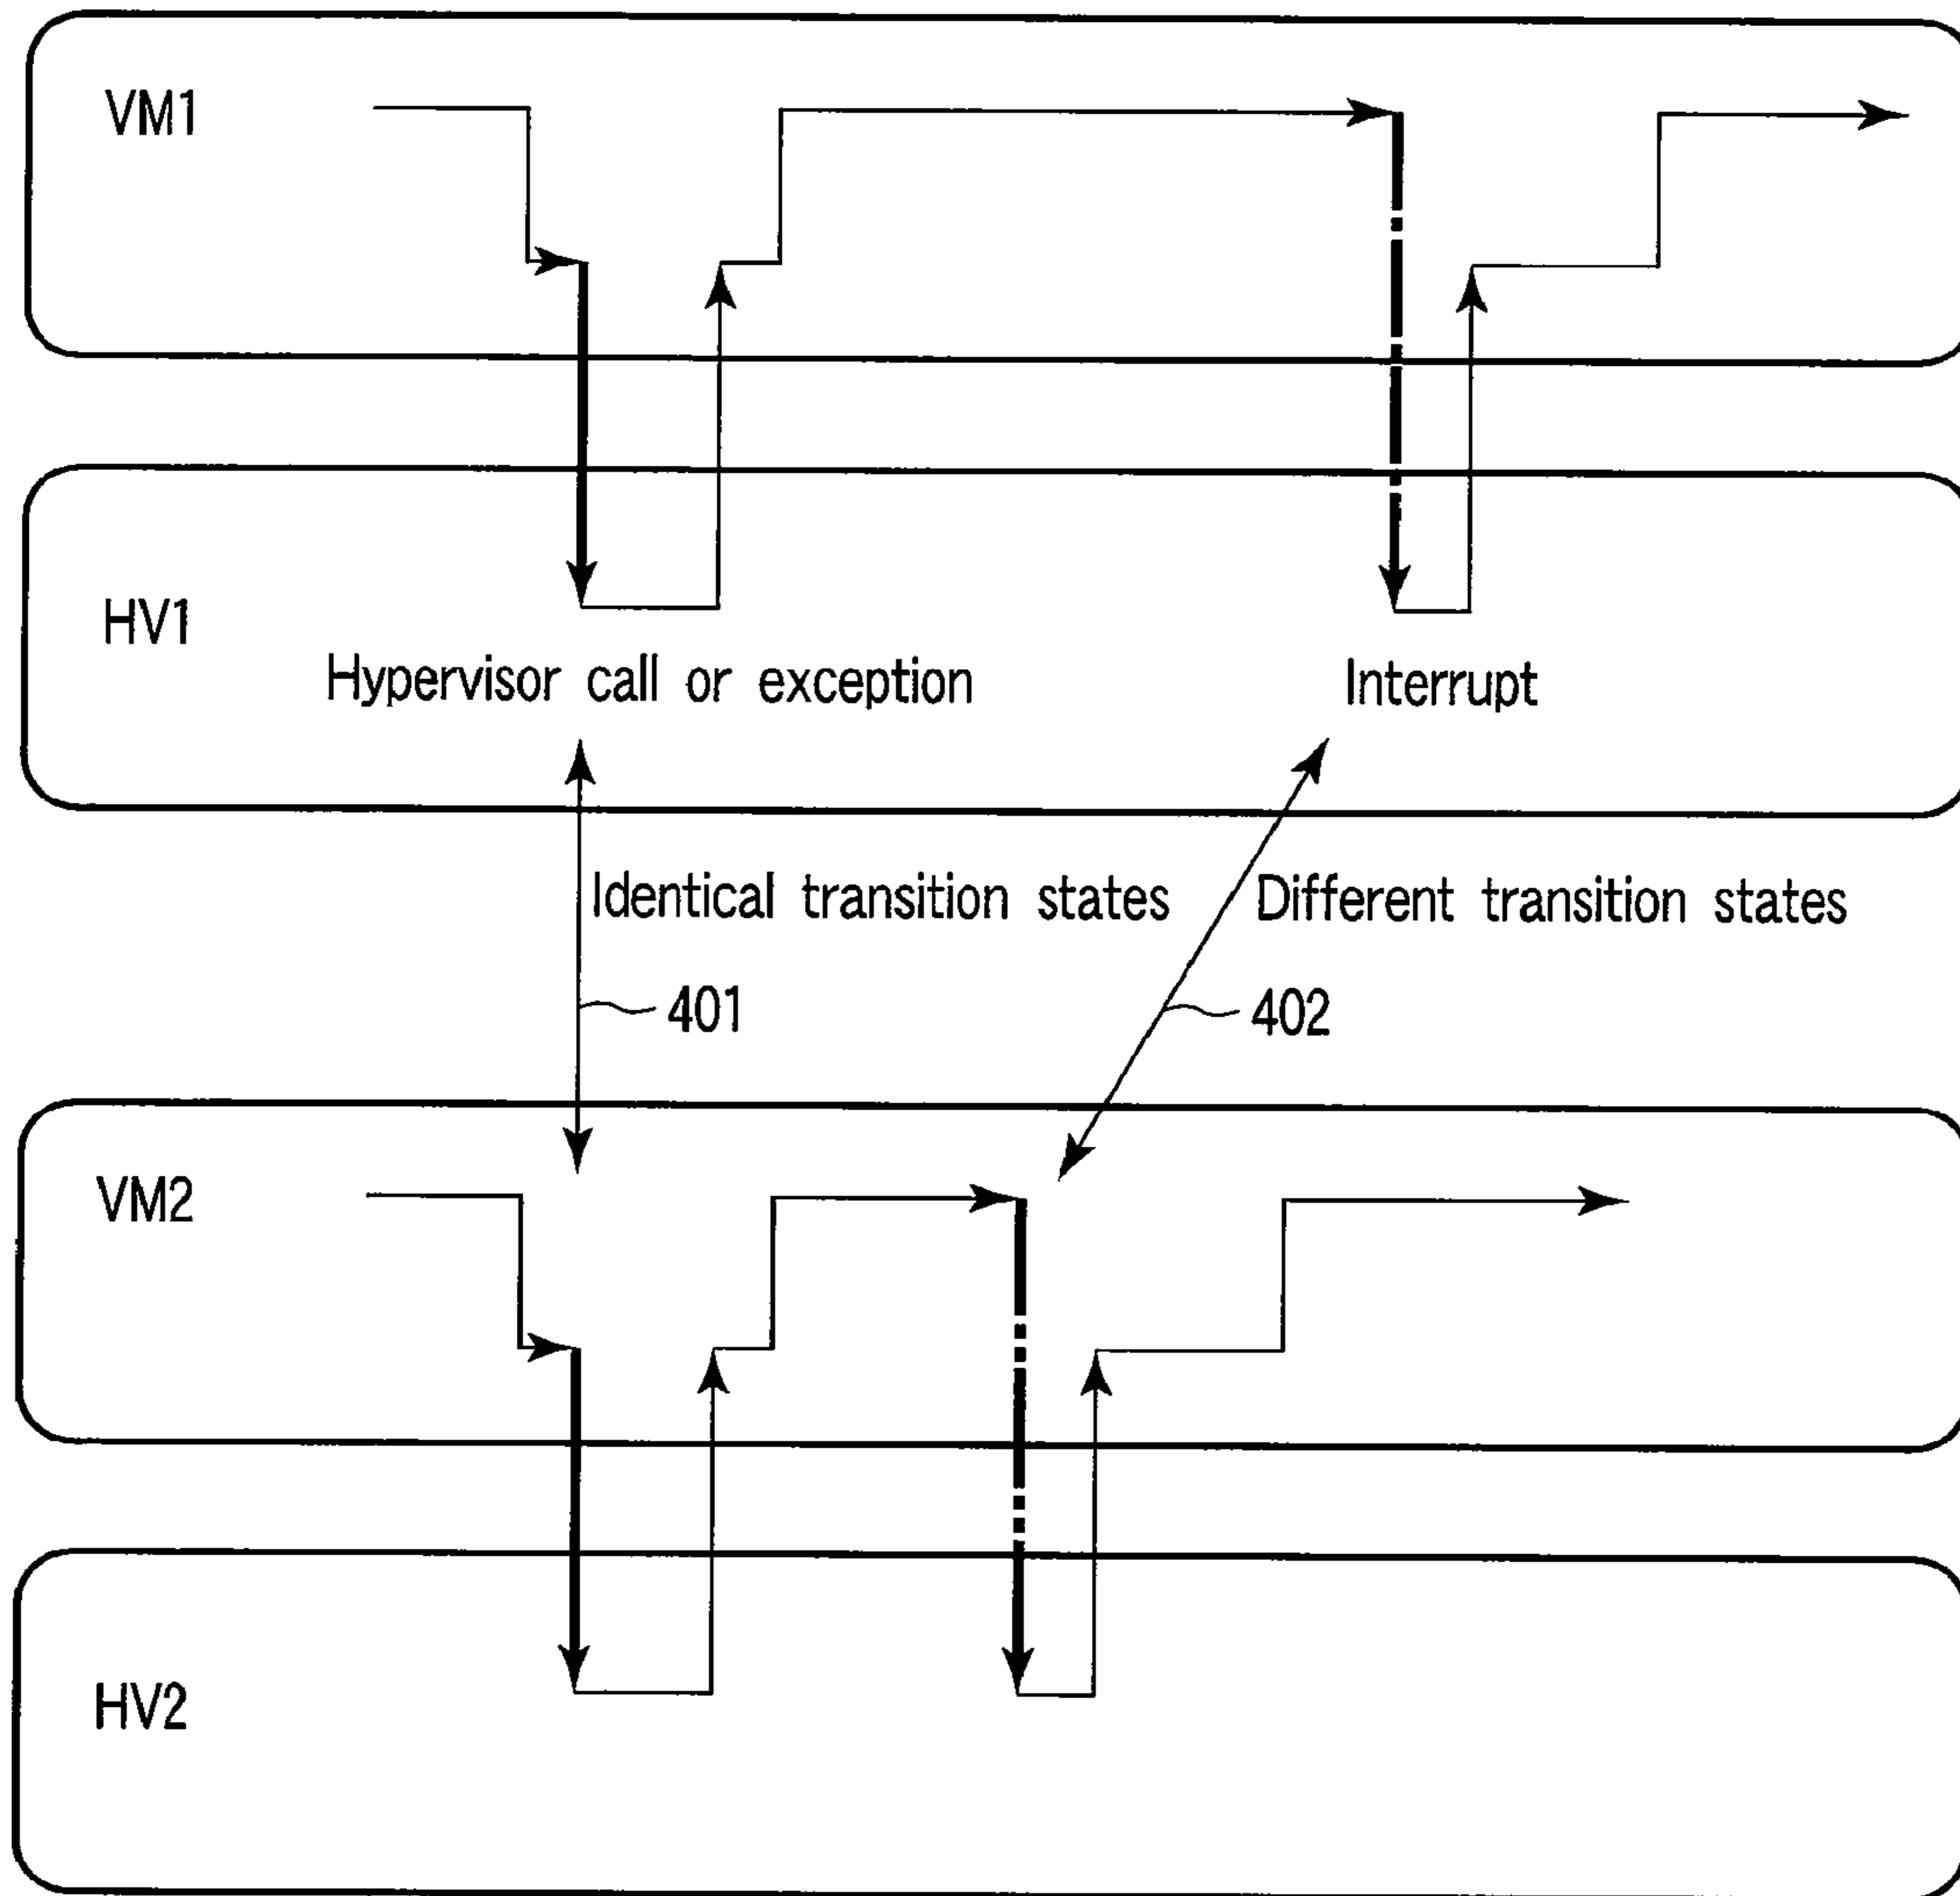 VM1
HV1
Hypervisor call or exception
Interrupt
Identical transition states
Different transition states
401
402
VM2
HV2